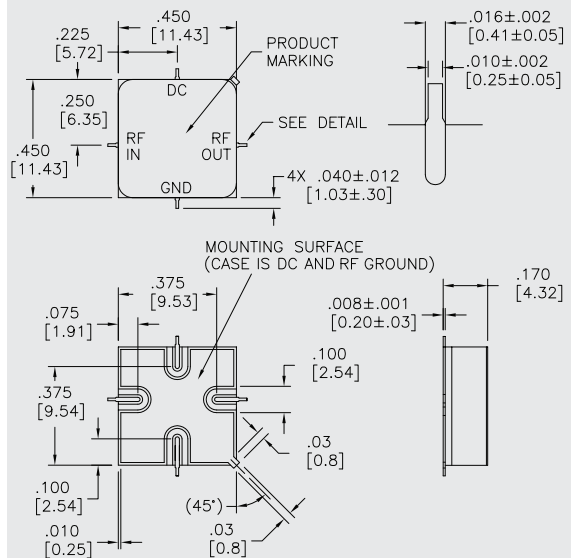 .450
[11.43]
.225
[5.72]
PRODUCT
MARKING
.016±.002
[0.41±0.05]
.010±.002
[0.25±0.05]
DC
.250
[6.35]
.450
[11.43]
RF
IN
RF
OUT
SEE DETAIL
GND
4X .040±.012
[1.03±.30]
MOUNTING SURFACE
(CASE IS DC AND RF GROUND)
.375
[9.53]
.075
[1.91]
.170
[4.32]
.008±.001
[0.20±.03]
.100
[2.54]
.375
[9.54]
.03
[0.8]
.100
[2.54]
(45°)
.010
[0.25]
.03
[0.8]